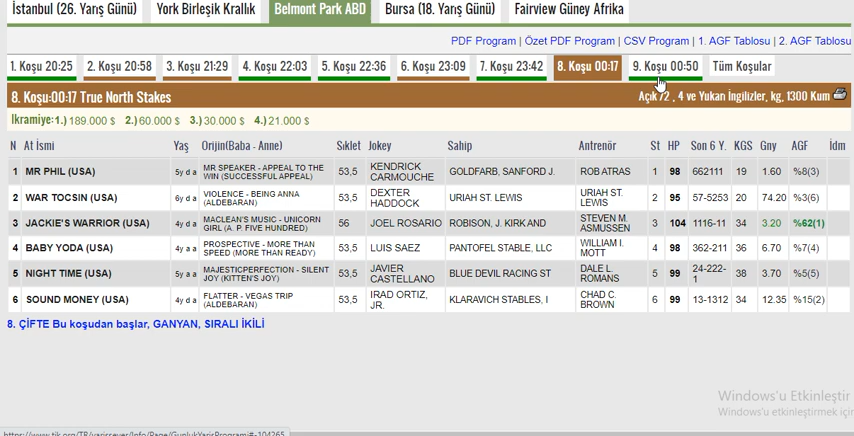 İstanbul (26. Yarış Günü) York Birleşik Krallık Belmont Park ABD Bursa (18. Yarış Günü) Fairview Güney Afrika
PDF Program | Özet PDF Program | CSV Program | 1. AGF Tablosu | 2. AGF Tablosu
1. Koşu 20:25 2. Koşu 20:58 3. Koşu 21:29 4. Koşu 22:03 5. Koşu 22:36 6. Koşu 23:09 7. Koşu 23:42 8. Koşu 00:17 9. Koşu 00:50 Tüm Koşular
8. Koşu:00:17 True North Stakes Açık /2 , 4 ve Yukarı İngilizler, kg, 1300 Kum
Ikramiye: 1.) 189.000 $ 2.) 60.000 $ 3.) 30.000 $ 4.) 21.000 $
N At İsmi Yaş Orijin(Baba - Anne) Sıklet Jokey Sahip Antrenör St HP Son 6 Y. KGS Gny AGF İdm
1 MR PHIL (USA) 5y d a MR SPEAKER - APPEAL TO THE WIN (SUCCESSFUL APPEAL) 53,5 KENDRICK CARMOUCHE GOLDFARB, SANFORD J. ROB ATRAS 1 98 662111 19 1.60 %8(3)
2 WAR TOCSIN (USA) 6y d a VIOLENCE - BEING ANNA (ALDEBARAN) 53,5 DEXTER HADDOCK URIAH ST. LEWIS URIAH ST. LEWIS 2 95 57-5253 20 74.20 %3(6)
3 JACKIE'S WARRIOR (USA) 4y d a MACLEAN'S MUSIC - UNICORN GIRL (A. P. FIVE HUNDRED) 56 JOEL ROSARIO ROBISON, J. KIRK AND STEVEN M. ASMUSSEN 3 104 1116-11 34 3.20 %62(1)
4 BABY YODA (USA) 4y a a PROSPECTIVE - MORE THAN SPEED (MORE THAN READY) 53,5 LUIS SAEZ PANTOFEL STABLE, LLC WILLIAM I. MOTT 4 98 362-211 36 6.70 %7(4)
5 NIGHT TIME (USA) 5y a a MAJESTICPERFECTION - SILENT JOY (KITTEN'S JOY) 53,5 JAVIER CASTELLANO BLUE DEVIL RACING ST DALE L. ROMANS 5 99 24-222-1 38 3.70 %5(5)
6 SOUND MONEY (USA) 4y d a FLATTER - VEGAS TRIP (ALDEBARAN) 53,5 IRAD ORTIZ, JR. KLARAVICH STABLES, I CHAD C. BROWN 6 99 13-1312 34 12.35 %15(2)
8. ÇİFTE Bu koşudan başlar, GANYAN, SIRALI İKİLİ
Windows'u Etkinleştir
Windows'u etkinleştirmek için